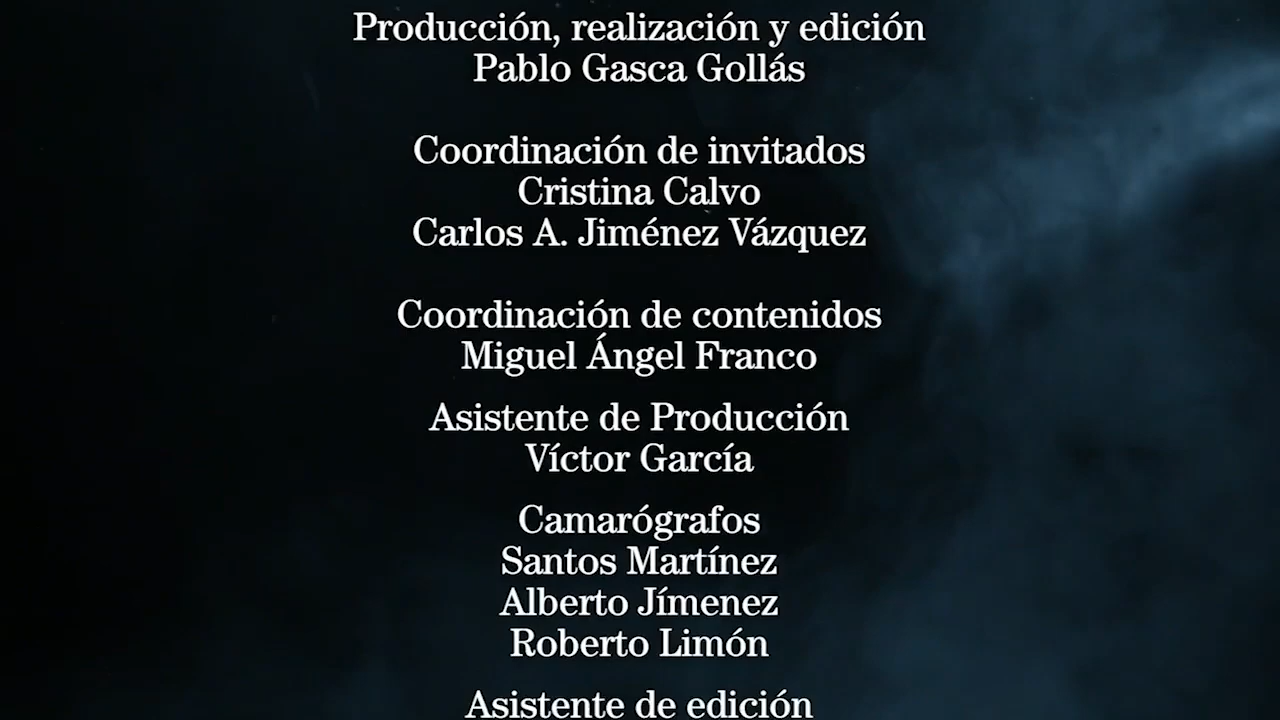 Producción, realización y edición
Pablo Gasca Gollás
Coordinación de invitados
Cristina Calvo
Carlos A. Jiménez Vázquez
Coordinación de contenidos
Miguel Ángel Franco
Asistente de Producción
Víctor García
Camarógrafos
Santos Martínez
Alberto Jímenez
Roberto Limón
Asistente de edición